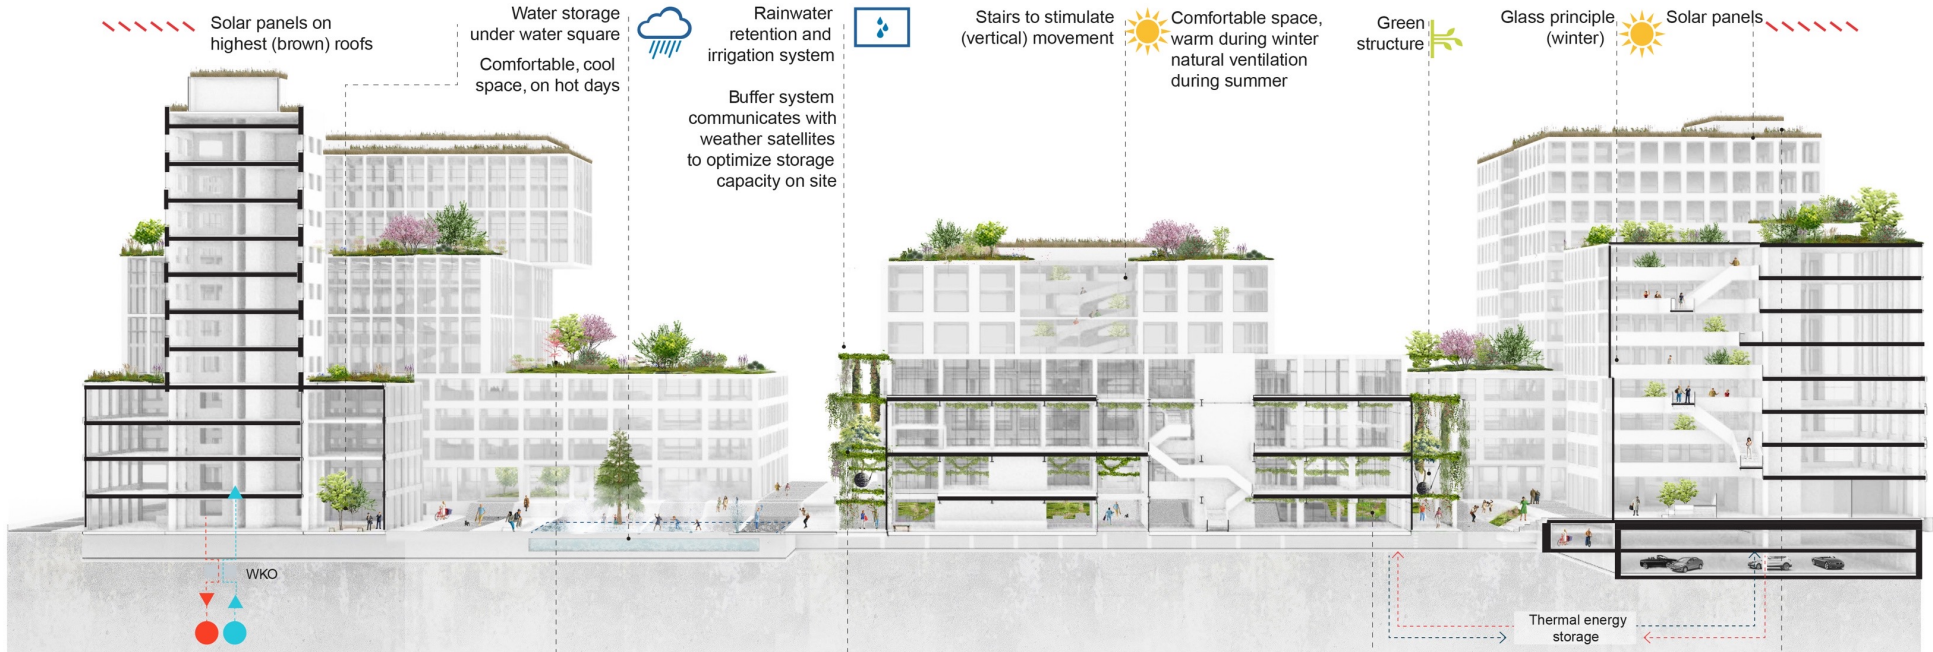 Solar panels on
highest (brown) roofs
Water storage
under water square
Comfortable, cool
space, on hot days
Rainwater
retention and
irrigation system
Buffer system
communicates with
weather satellites
to optimize storage
capacity on site
Stairs to stimulate
(vertical) movement
Comfortable space,
warm during winter
natural ventilation
during summer
Green
structure
Glass principle
(winter)
Solar panels
WKO
Thermal energy
storage